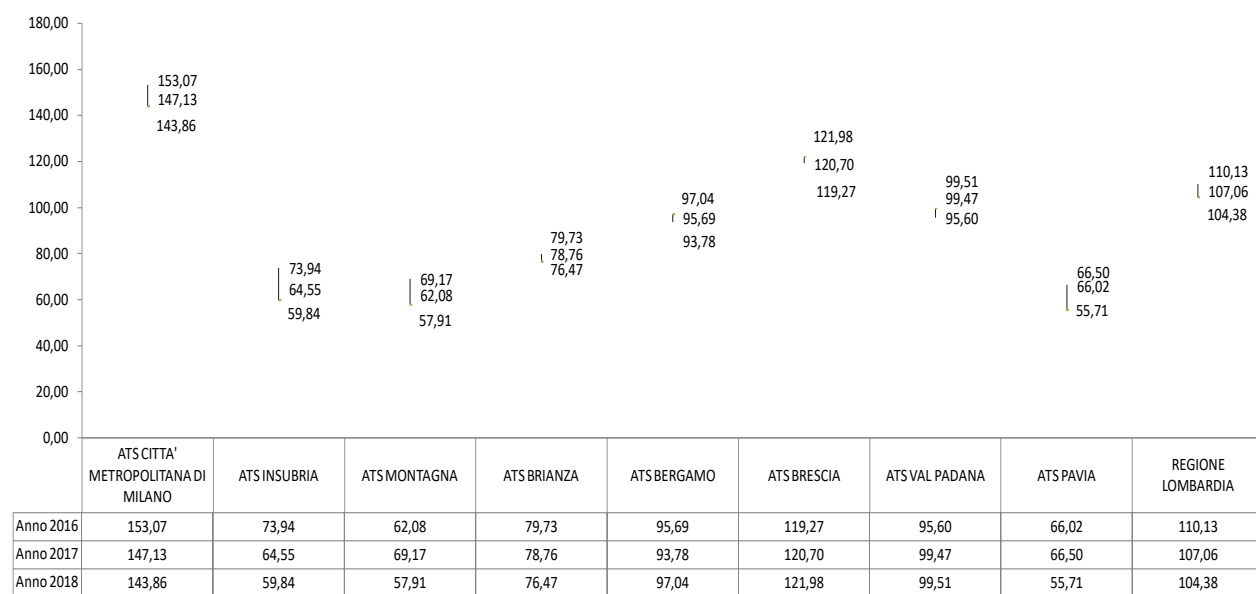 180,00
160,00
140,00
120,00
100,00
80,00
60,00
40,00
20,00
0,00
153,07
147,13
143,86
73,94
64,55
59,84
69,17
62,08
57,91
79,73
78,76
76,47
97,04
95,69
93,78
121,98
120,70
119,27
99,51
99,47
95,60
66,50
66,02
55,71
110,13
107,06
104,38
ATS CITTA'
METROPOLITANA DI
MILANO
ATS INSUBRIA
ATS MONTAGNA
ATS BRIANZA
ATS BERGAMO
ATS BRESCIA
ATS VAL PADANA
ATS PAVIA
REGIONE
LOMBARDIA
Anno 2016 153,07 73,94 62,08 79,73 95,69 119,27 95,60 66,02 110,13
Anno 2017 147,13 64,55 69,17 78,76 93,78 120,70 99,47 66,50 107,06
Anno 2018 143,86 59,84 57,91 76,47 97,04 121,98 99,51 55,71 104,38